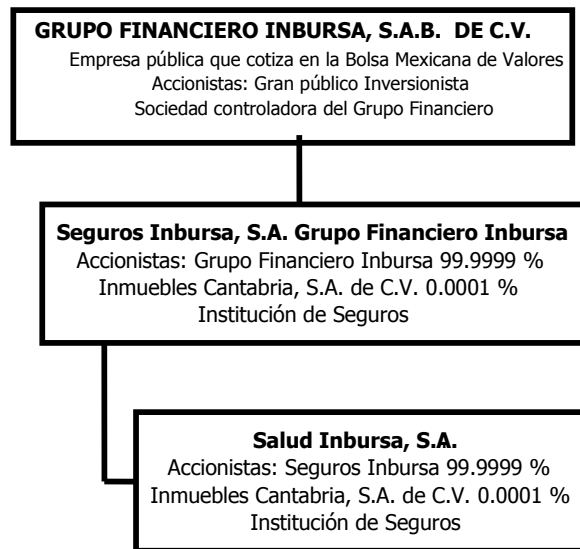 GRUPO FINANCIERO INBURSA, S.A.B. DE C.V.
Empresa pública que cotiza en la Bolsa Mexicana de Valores
Accionistas: Gran público Inversionista
Sociedad controladora del Grupo Financiero
Seguros Inbursa, S.A. Grupo Financiero Inbursa
Accionistas: Grupo Financiero Inbursa 99.9999 %
Inmuebles Cantabria, S.A. de C.V. 0.0001 %
Institución de Seguros
Salud Inbursa, S.A.
Accionistas: Seguros Inbursa 99.9999 %
Inmuebles Cantabria, S.A. de C.V. 0.0001 %
Institución de Seguros